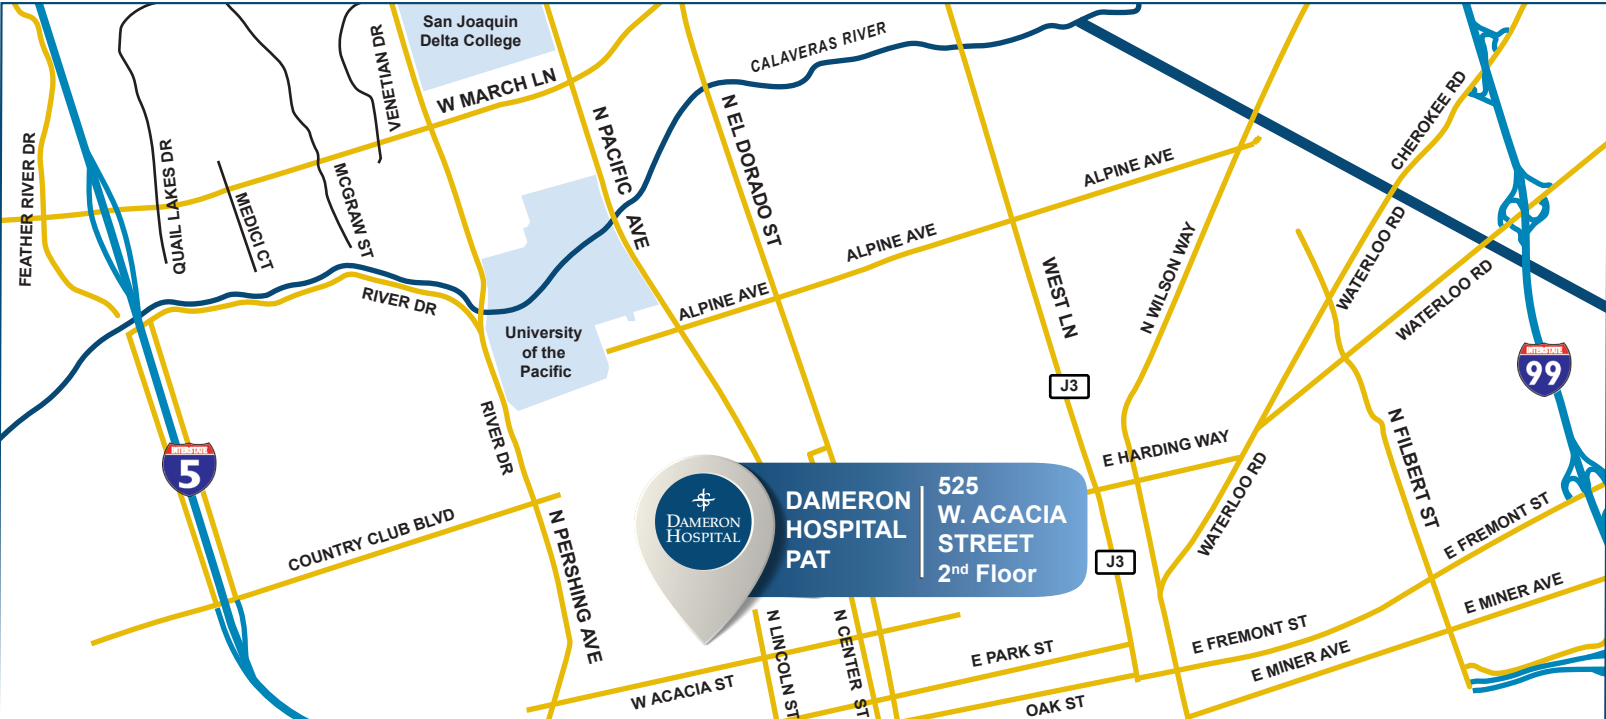 San Joaquin
Delta College
CALAVERAS RIVER
VENETIAN DR
W MARCH LN
CHEROKEE RD
N PACIFIC
AVE
N EL DORADO ST
FEATHER RIVER DR
QUAIL LAKES DR
MEDICI CT
MCGRAW ST
ALPINE AVE
ALPINE AVE
ALPINE AVE
N WILSON WAY
WATERLOO RD
WATERLOO RD
WEST LN
RIVER DR
University
of the
Pacific
INTERSTATE
99
J3
RIVER DR
INTERSTATE
5
E HARDING WAY
N FILBERT ST
WATERLOO RD
DAMERON
HOSPITAL
DAMERON
HOSPITAL
PAT
525
W. ACACIA
STREET
2nd Floor
COUNTRY CLUB BLVD
N PERSHING AVE
J3
E FREMONT ST
E MINER AVE
N LINCOLN ST
N CENTER ST
E FREMONT ST
E PARK ST
E MINER AVE
W ACACIA ST
OAK ST